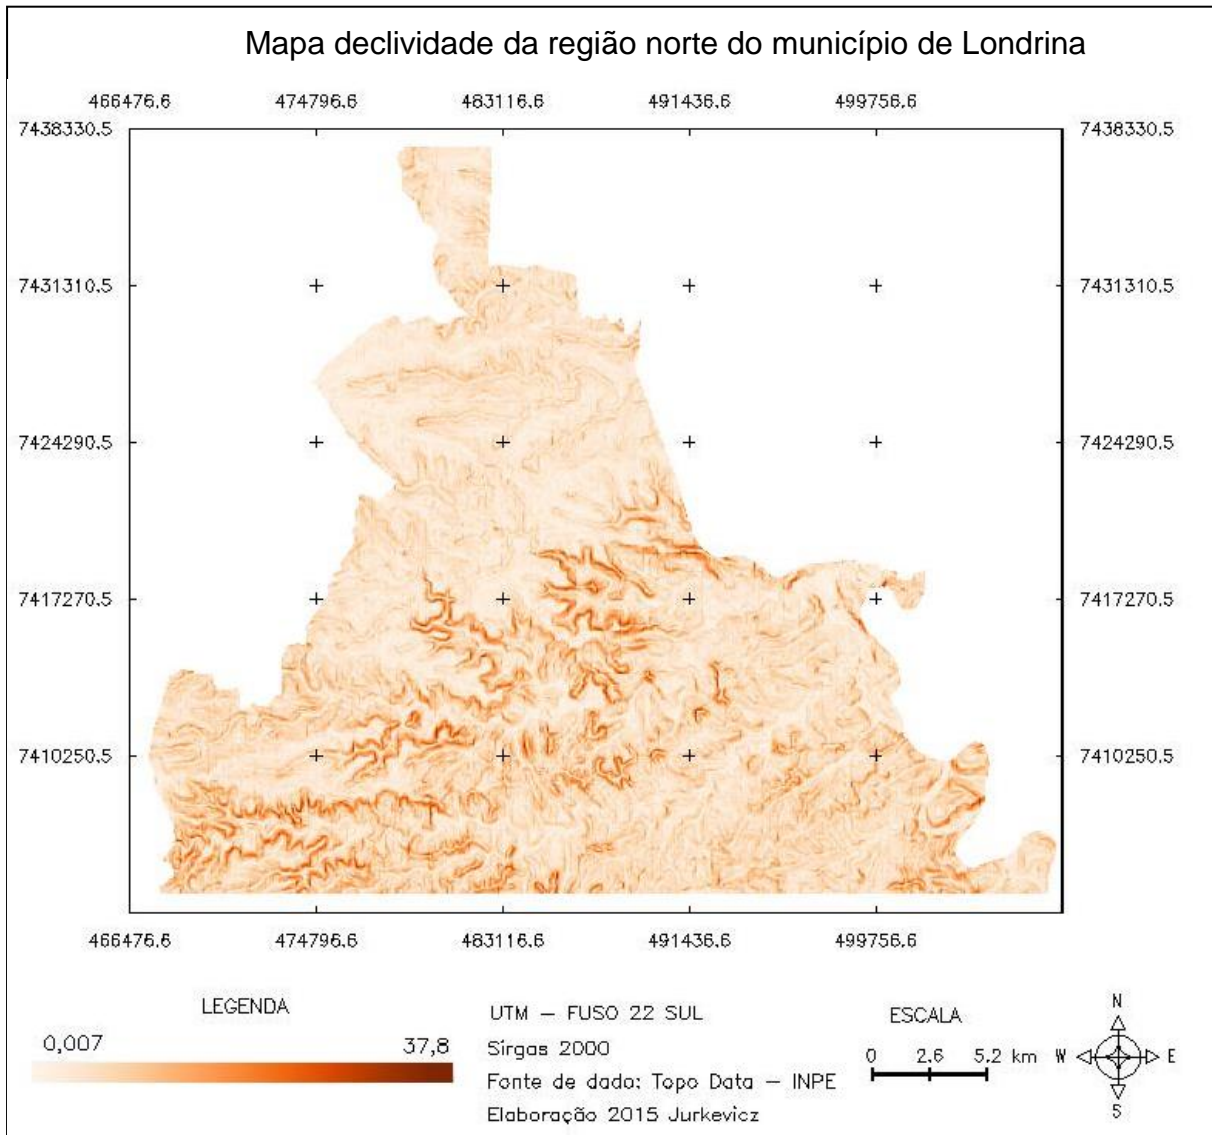 Mapa declividade da região norte do município de Londrina
466476.6 474796.6 483116.6 491436.6 499756.6
7438330.5 7438330.5
7431310.5 7431310.5
7424290.5 7424290.5
7417270.5 7417270.5
7410250.5 7410250.5
466476.6 474796.6 483116.6 491436.6 499756.6
LEGENDA
0,007 37,8
UTM – FUSO 22 SUL
Sirgas 2000
Fonte de dado: Topo Data – INPE
Elaboração 2015 Jurkevicz
ESCALA
0 2.6 5.2 km
N
W E
S